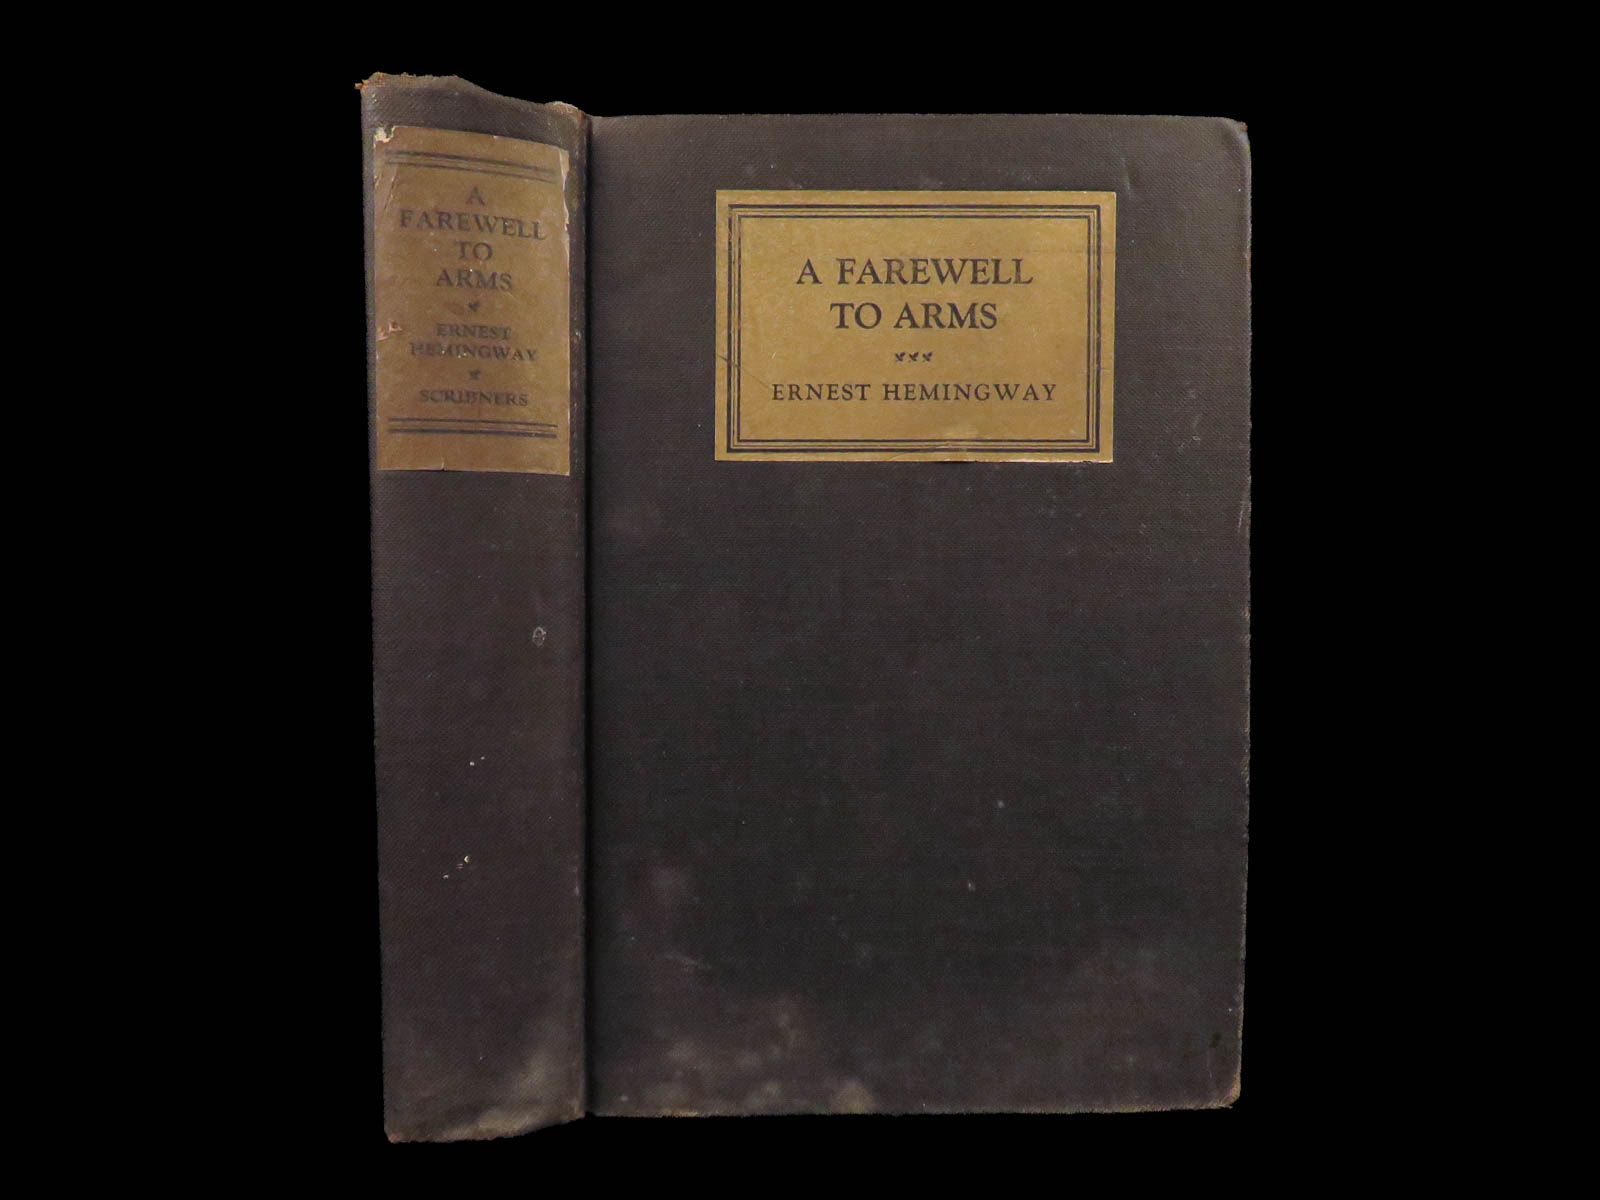 A
FAREWELL
TO
ARMS
ERNEST
HEMINGWAY
SCRIBNERS
A FAREWELL
TO ARMS
ERNEST HEMINGWAY